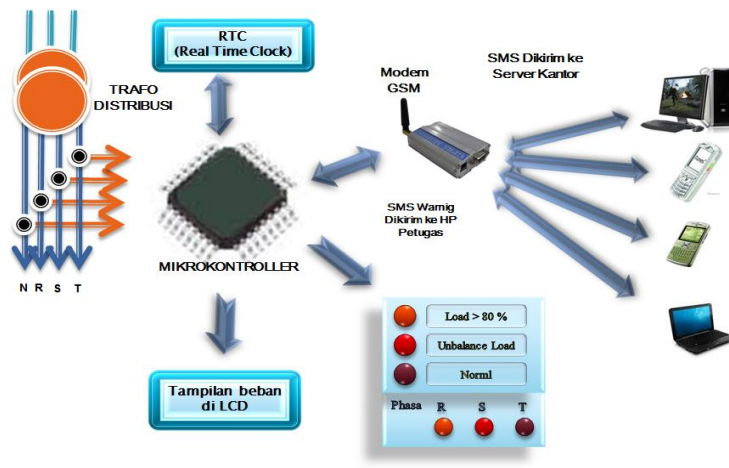 RTC
(Real Time Clock)
TRAFO
DISTRIBUSI
Modem
GSM
SMS Dikirim ke
Server Kantor
MIKROKONTROLLER
SMS Warnig
Dikirim ke HP
Petugas
N R S T
Load > 80 %
Unbalance Load
Norml
Phasa R S T
Tampilan beban
di LCD